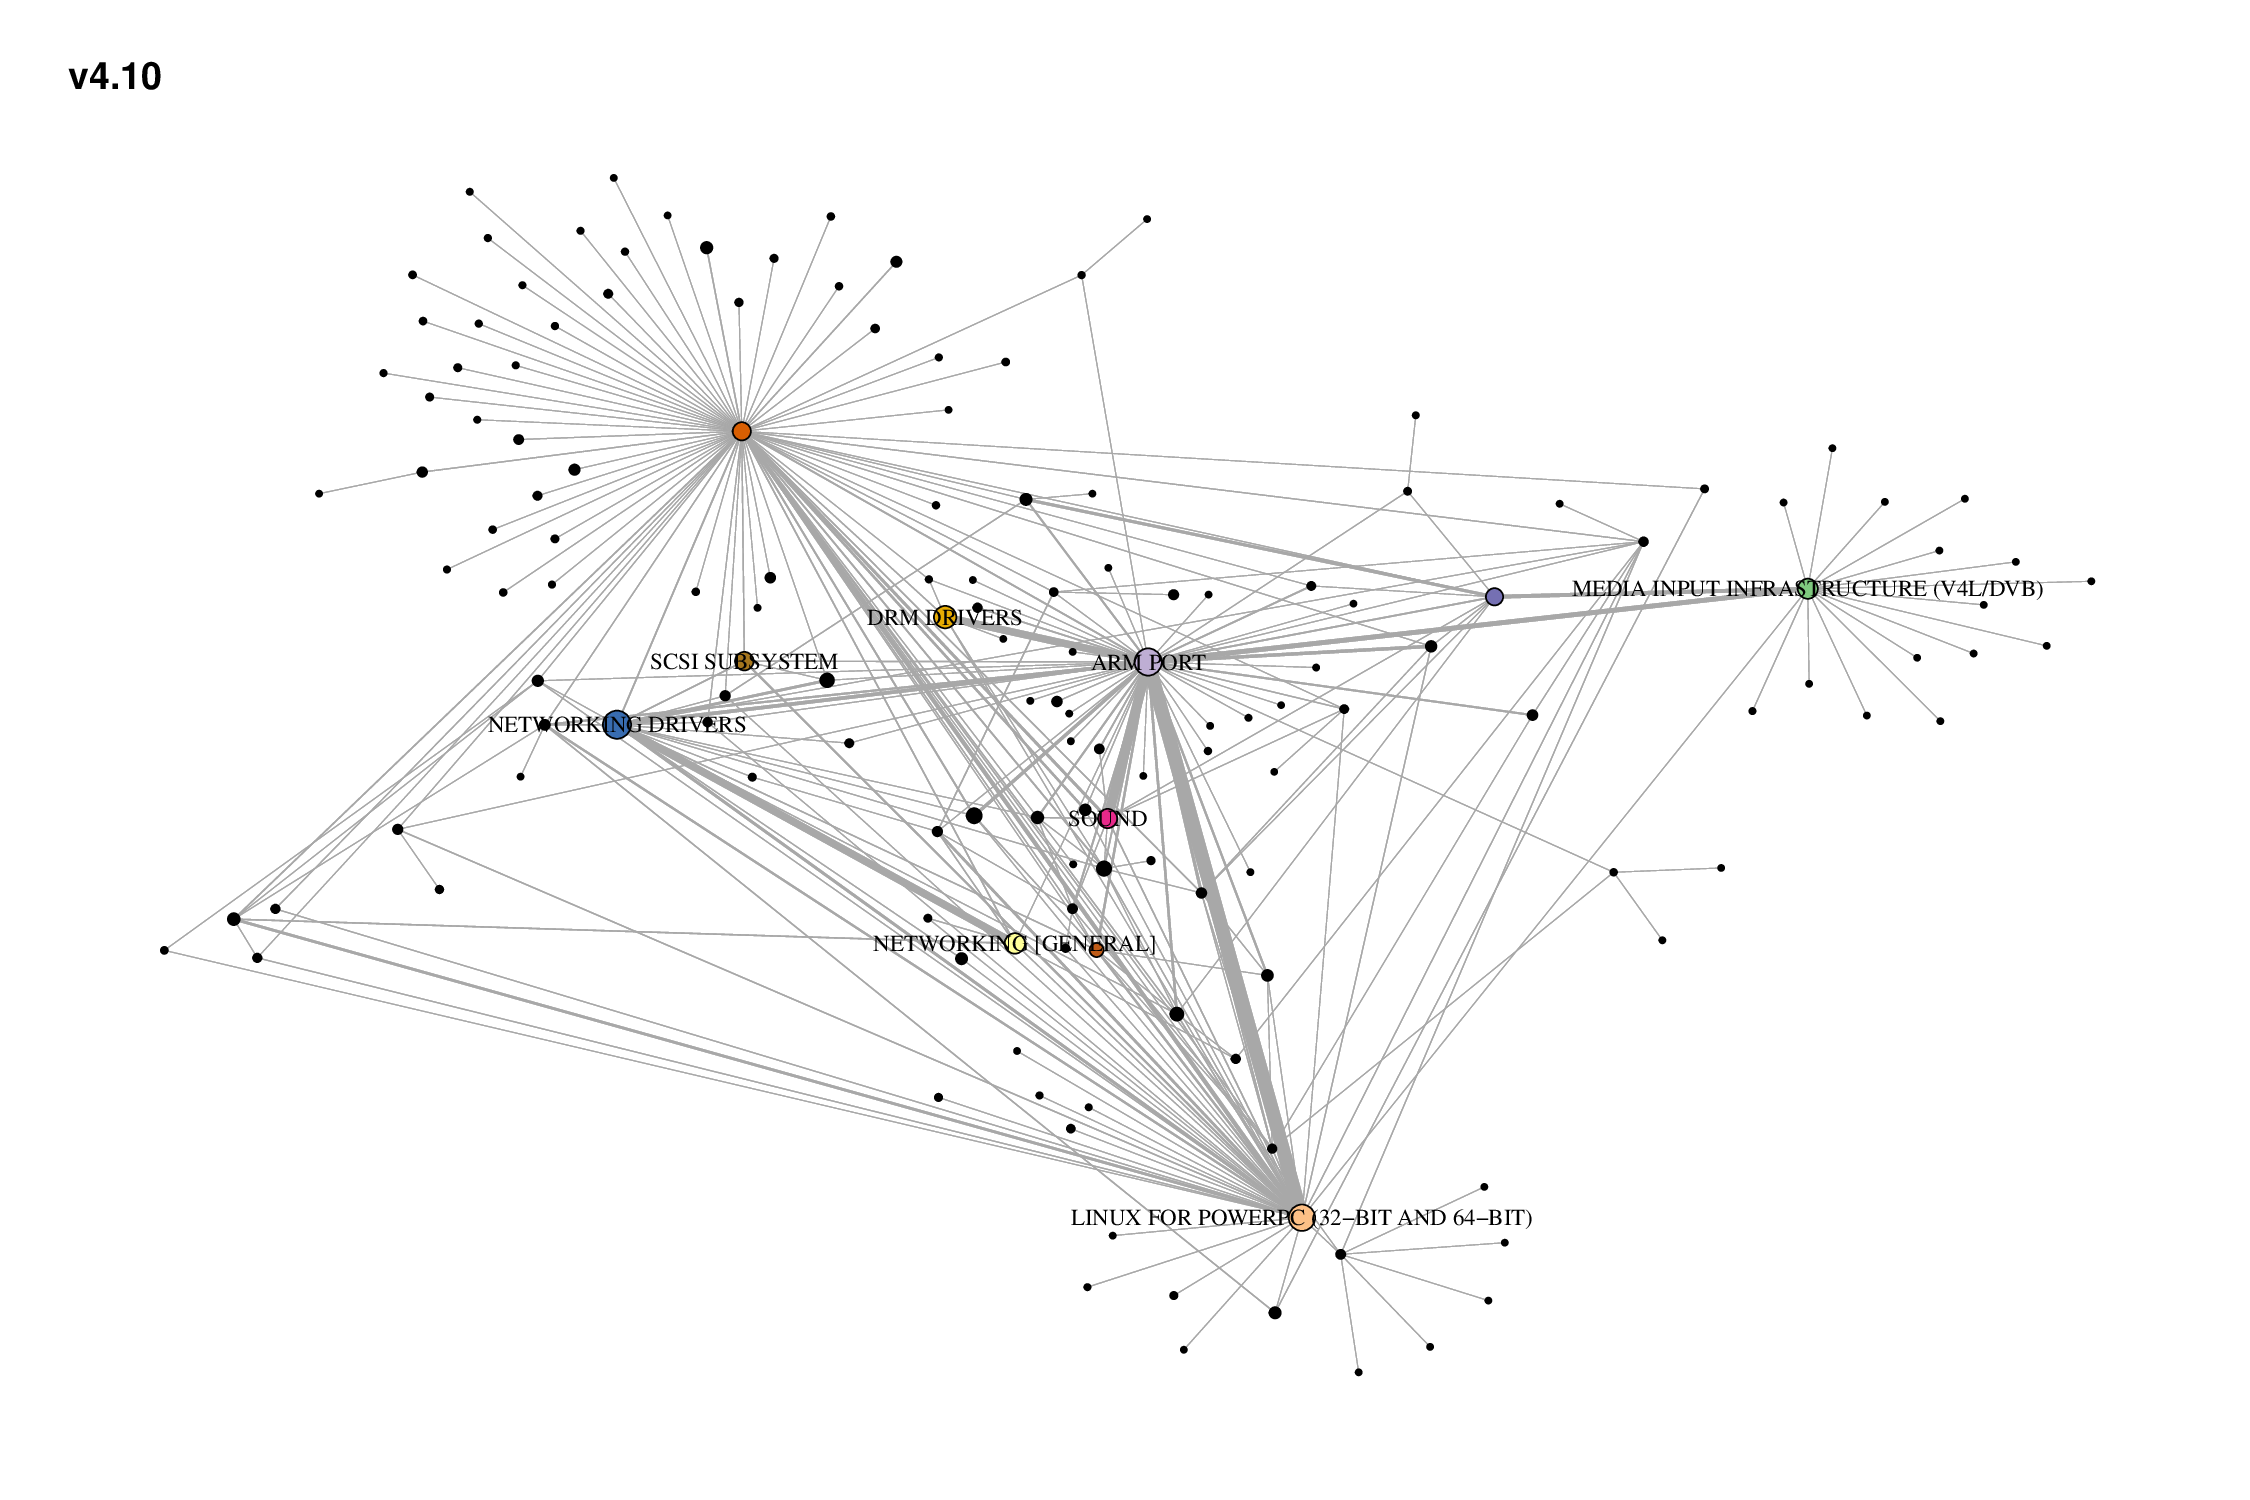 v4.10
MEDIA INPUT INFRASTRUCTURE (V4L/DVB)
DRM DRIVERS
SCSI SUBSYSTEM
ARM PORT
NETWORKING DRIVERS
SOUND
NETWORKING [GENERAL]
LINUX FOR POWERPC (32−BIT AND 64−BIT)